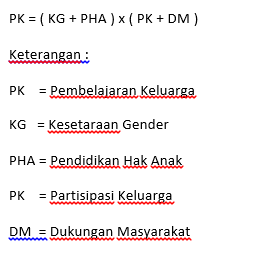 PK = ( KG + PHA ) x ( PK + DM )
Keterangan :
PK = Pembelajaran Keluarga
KG = Kesetaraan Gender
PHA = Pendidikan Hak Anak
PK = Partisipasi Keluarga
DM = Dukungan Masyarakat